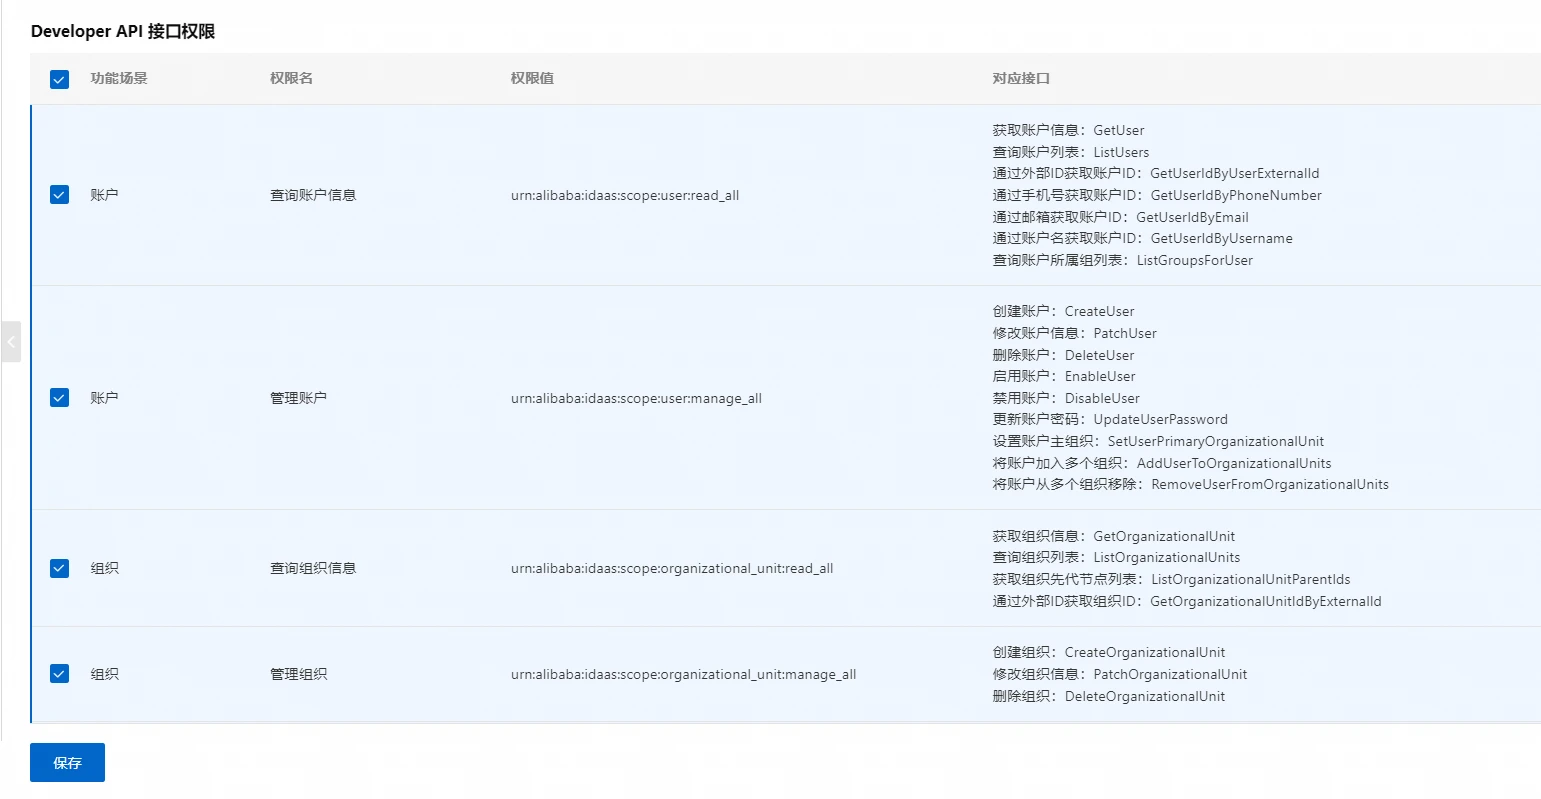 Developer API 接口权限
功能场景 权限名 权限值 对应接口
账户 查询账户信息 urn:alibaba:idaas:scope:user:read_all
获取账户信息：GetUser
查询账户列表：ListUsers
通过外部ID获取账户ID：GetUserIdByUserExternalId
通过手机号获取账户ID：GetUserIdByPhoneNumber
通过邮箱获取账户ID：GetUserIdByEmail
通过账户名获取账户ID：GetUserIdByUsername
查询账户所属组列表：ListGroupsForUser
账户 管理账户 urn:alibaba:idaas:scope:user:manage_all
创建账户：CreateUser
修改账户信息：PatchUser
删除账户：DeleteUser
启用账户：EnableUser
禁用账户：DisableUser
更新账户密码：UpdateUserPassword
设置账户主组织：SetUserPrimaryOrganizationalUnit
将账户加入多个组织：AddUserToOrganizationalUnits
将账户从多个组织移除：RemoveUserFromOrganizationalUnits
组织 查询组织信息 urn:alibaba:idaas:scope:organizational_unit:read_all
获取组织信息：GetOrganizationalUnit
查询组织列表：ListOrganizationalUnits
获取组织先代节点列表：ListOrganizationalUnitParentIds
通过外部ID获取组织ID：GetOrganizationalUnitIdByExternalId
组织 管理组织 urn:alibaba:idaas:scope:organizational_unit:manage_all
创建组织：CreateOrganizationalUnit
修改组织信息：PatchOrganizationalUnit
删除组织：DeleteOrganizationalUnit
保存